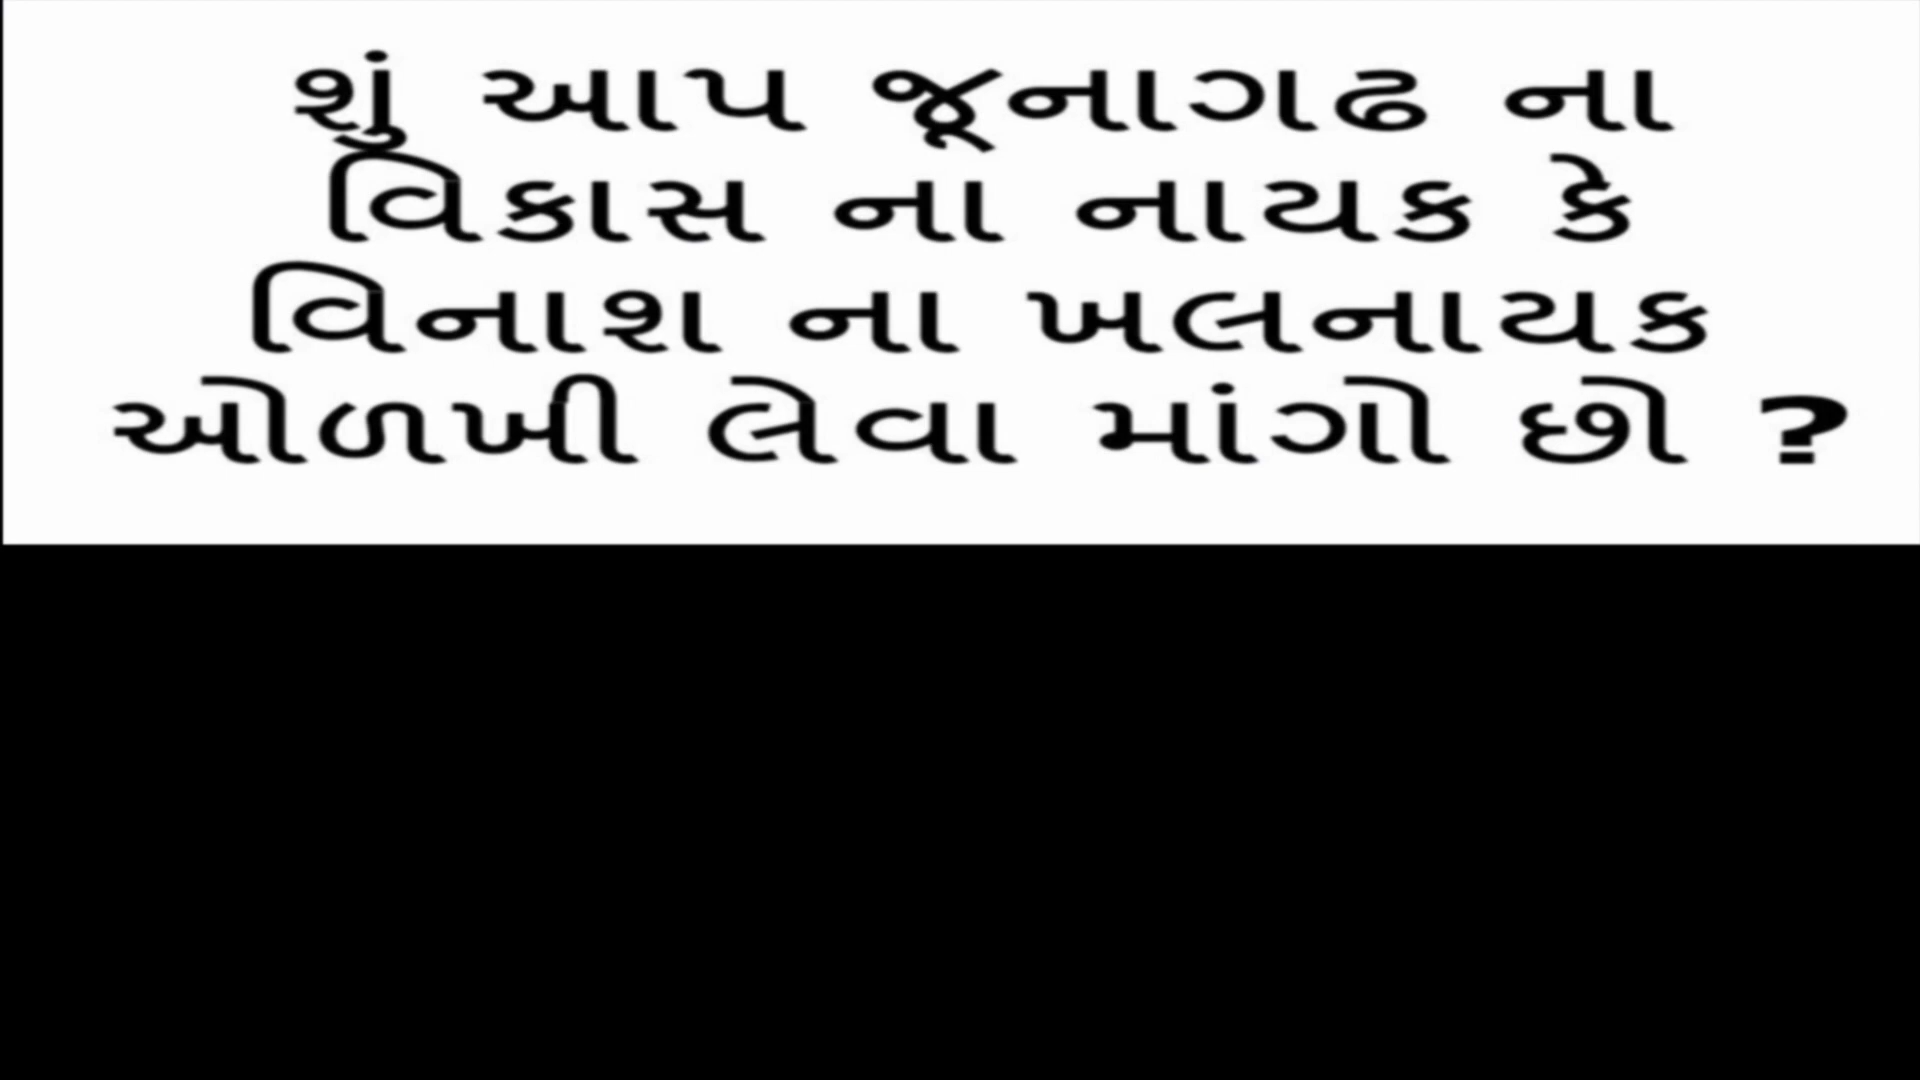 શું આપ જૂનાગઢ ના
વિકાસ ના નાયક કે
વિનાશ ના ખલનાયક
ઓળખી લેવા માંગો છો ?